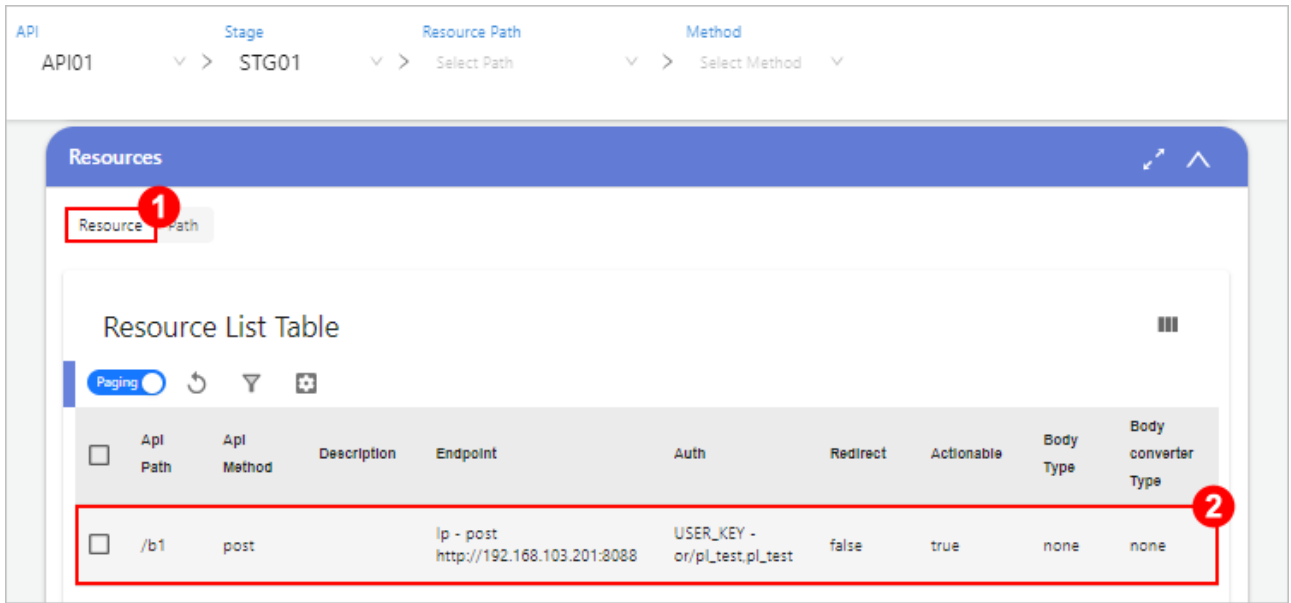 API Stage Resource Path Method
API01 > STG01 > Select Path > Select Method
Resources
1
Resource Path
Resource List Table
Paging
Api Path
Api Method
Description
Endpoint
Auth
Redirect
Actionable
Body Type
Body converter Type
2
/b1
post
Ip - post
http://192.168.103.201:8088
USER_KEY -
or/pl_test,pl_test
false
true
none
none